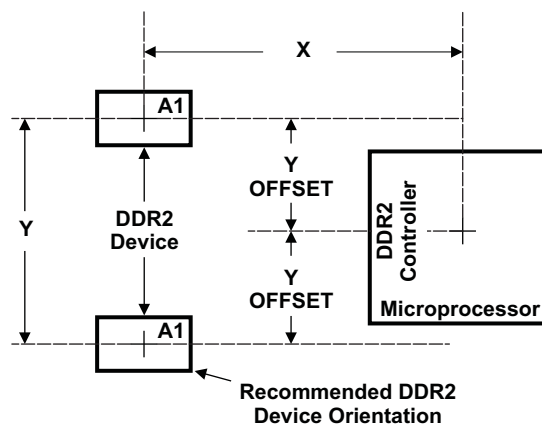 X
A1
Y
OFFSET
Y
DDR2
Device
DDR2
Controller
Y
OFFSET
Microprocessor
A1
Recommended DDR2
Device Orientation